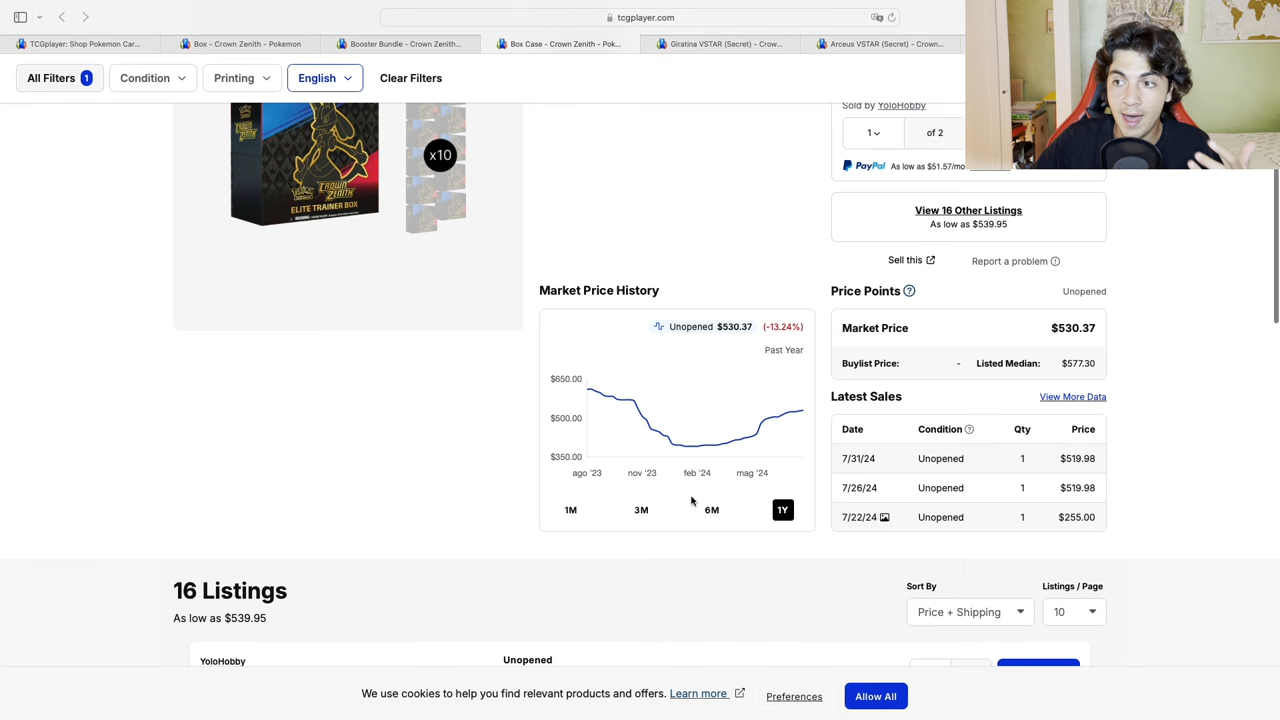 tcgplayer.com
TCGplayer: Shop Pokemon Car...
Box - Crown Zenith - Pokemon
Booster Bundle - Crown Zenith...
Box Case - Crown Zenith - Pok...
Giratina VSTAR (Secret) - Crow...
Arceus VSTAR (Secret) - Crown...
All Filters 1
Condition
Printing
English
Clear Filters
CROWN ZENITH
ELITE TRAINER BOX
x10
Sold by YoloHobby
1 of 2
PayPal As low as $51.57/mo
View 16 Other Listings
As low as $539.95
Sell this
Report a problem
Market Price History
Unopened $530.37 (-13.24%)
Past Year
$650.00
$500.00
$350.00
ago '23 nov '23 feb '24 mag '24
1M 3M 6M 1Y
Price Points ? Unopened
Market Price $530.37
Buylist Price: - Listed Median: $577.30
Latest Sales View More Data
Date Condition ? Qty Price
7/31/24 Unopened 1 $519.98
7/26/24 Unopened 1 $519.98
7/22/24 Unopened 1 $255.00
16 Listings
As low as $539.95
Sort By
Price + Shipping
Listings / Page
10
YoloHobby
Unopened
We use cookies to help you find relevant products and offers. Learn more
Preferences
Allow All